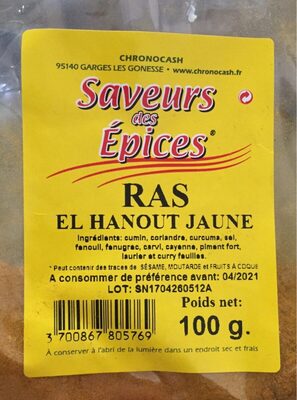 CHRONOCASH
95140 GARGES LES GONESSE • www.chronocash.fr
Saveurs
des
Épices®
RAS
EL HANOUT JAUNE
Ingrédients: cumin, coriandre, curcuma, sel,
fenouil, fenugrec, carvi, cayenne, piment fort,
laurier et curry feuilles.
* Peut contenir des traces de SÉSAME, MOUTARDE et FRUITS À COQUE
A consommer de préférence avant: 04/2021
LOT: SN1704260512A
Poids net:
100 g.
3 700867 805769
À conserver à l'abri de la lumière dans un endroit sec et frais